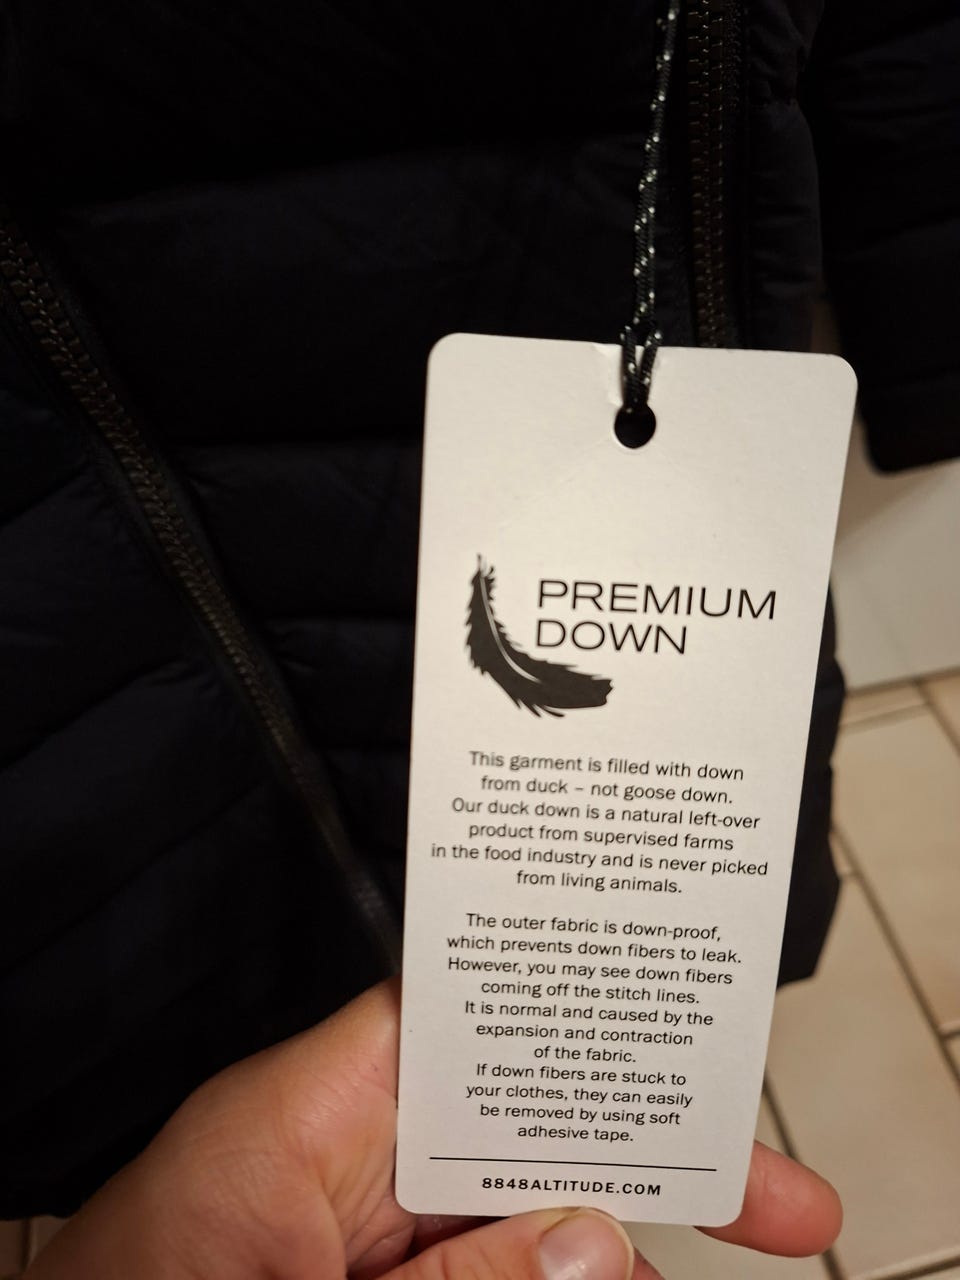 PREMIUM
DOWN
This garment is filled with down
from duck – not goose down.
Our duck down is a natural left-over
product from supervised farms
in the food industry and is never picked
from living animals.
The outer fabric is down-proof,
which prevents down fibers to leak.
However, you may see down fibers
coming off the stitch lines.
It is normal and caused by the
expansion and contraction
of the fabric.
If down fibers are stuck to
your clothes, they can easily
be removed by using soft
adhesive tape.
8848ALTITUDE.COM